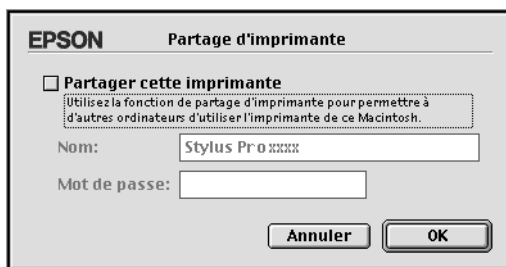 EPSON Partage d'imprimante
Partager cette imprimante
Utilisez la fonction de partage d'imprimante pour permettre à
d'autres ordinateurs d'utiliser l'imprimante de ce Macintosh.
Nom: Stylus Pro xxxx
Mot de passe:
Annuler OK